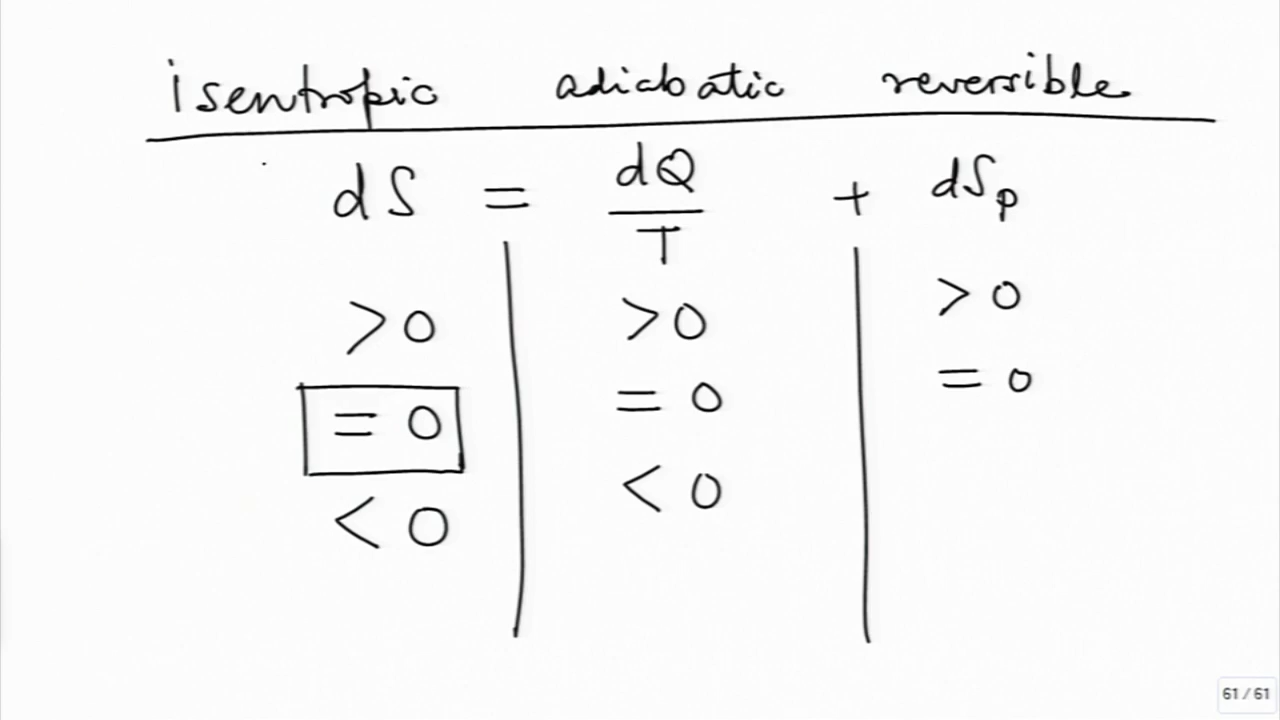 isentropic adiabatic reversible
dS = dQ/T + dSp
>0 >0 >0
= 0 = 0 = 0
< 0 < 0
61 / 61